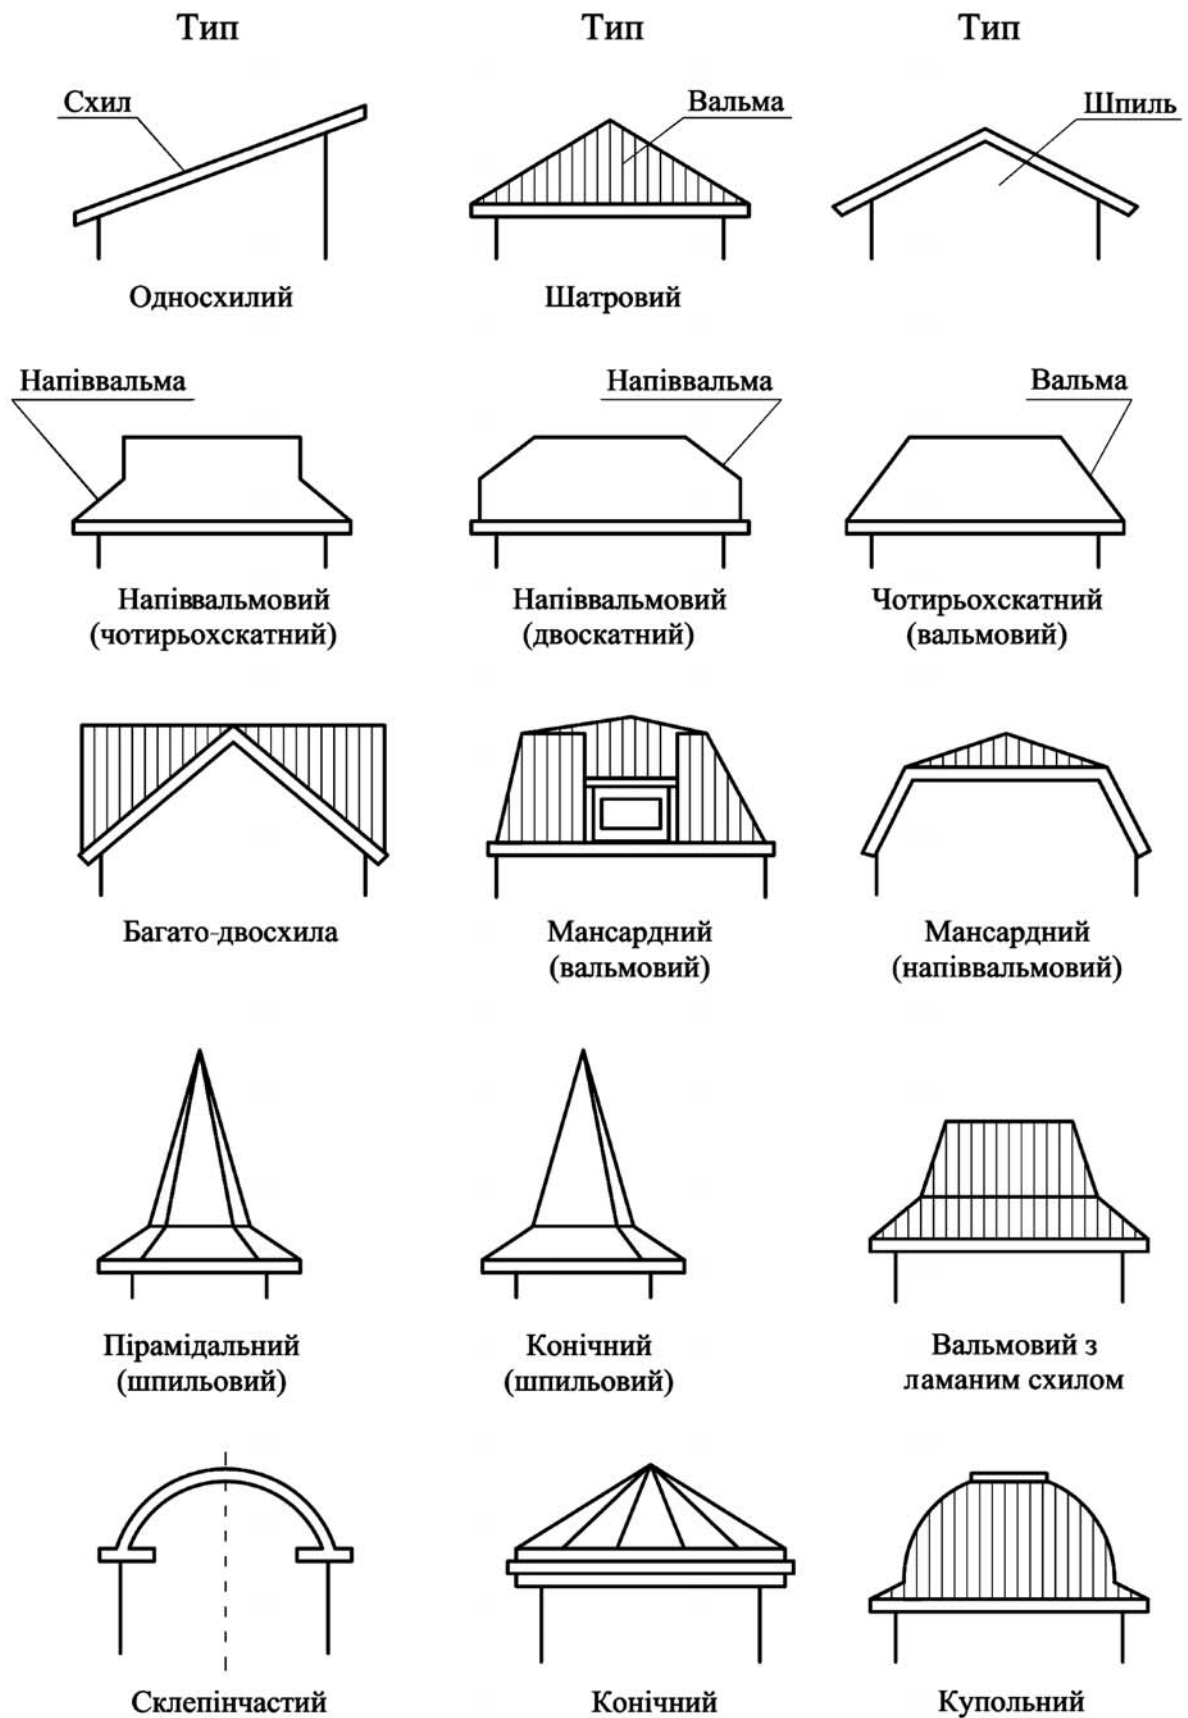 Тип Тип Тип
Схил Вальма Шпиль
Односхилий Шатровий
Напіввальма Напіввальма Вальма
Напіввальмовий Напіввальмовий Чотирьохскатний
(чотирьохскатний) (двоскатний) (вальмовий)
Багато-двосхила Мансардний Мансардний
(вальмовий) (напіввальмовий)
Пірамідальний Конічний Вальмовий з
(шпильовий) (шпильовий) ламаним схилом
Склепінчастий Конічний Купольний